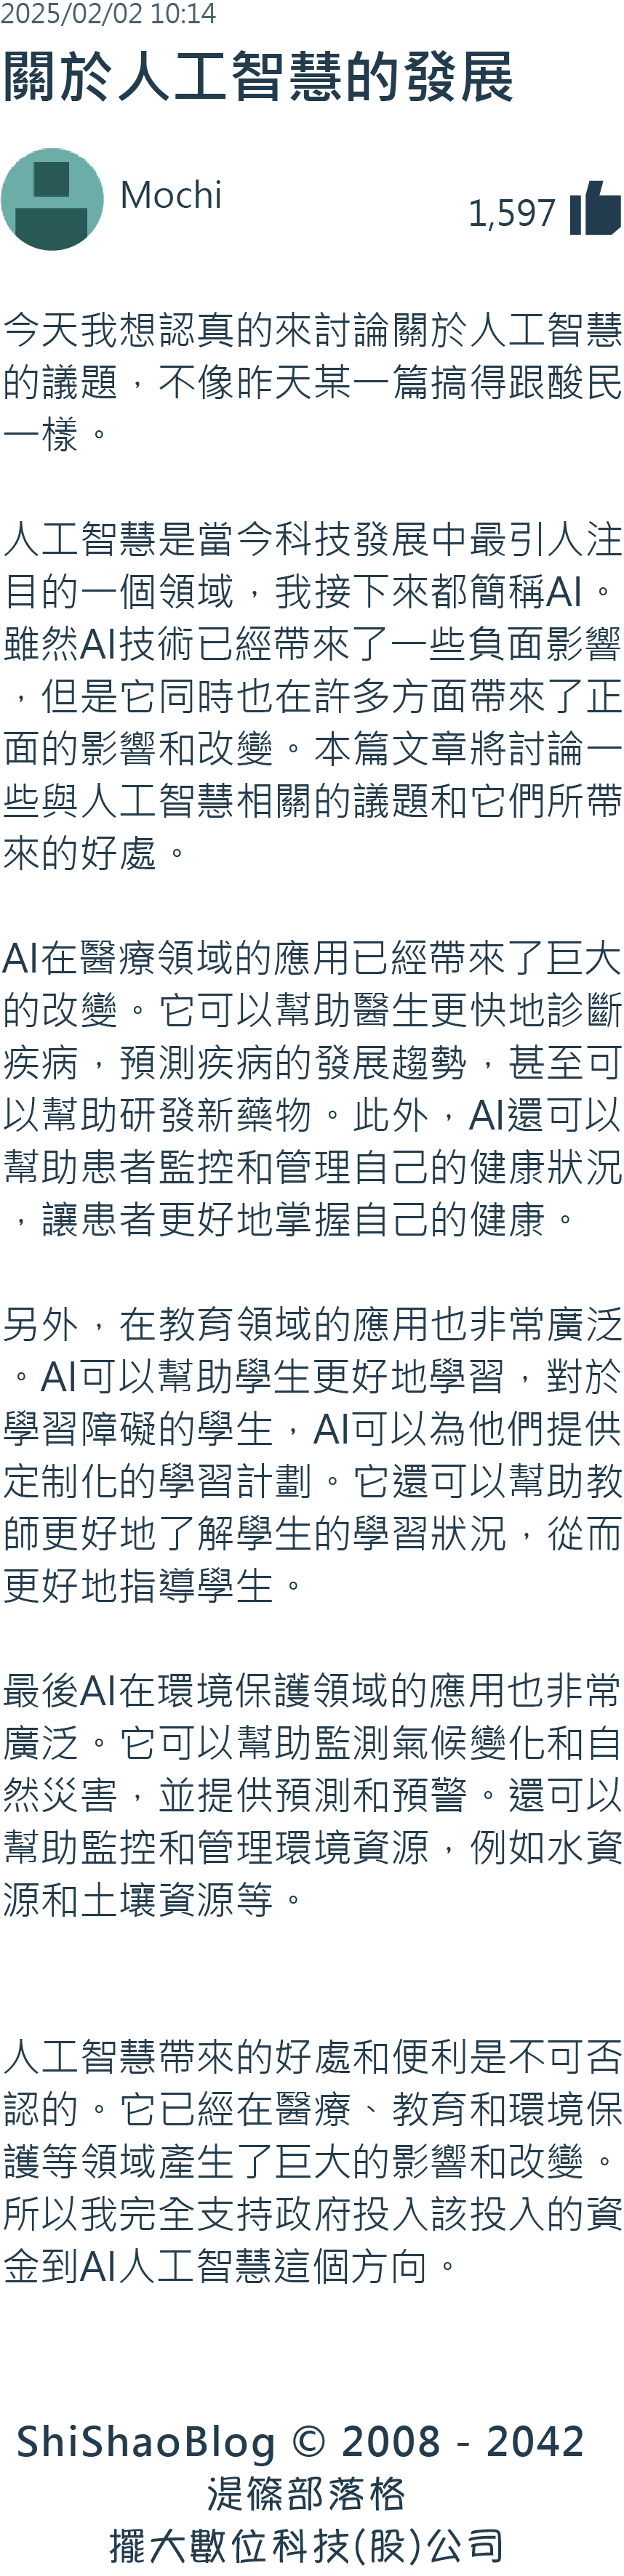 2025/02/02 10:14
關於人工智慧的發展
Mochi
1,597
今天我想認真的來討論關於人工智慧
的議題，不像昨天某一篇搞得跟酸民
一樣。
人工智慧是當今科技發展中最引人注
目的一個領域，我接下來都簡稱AI。
雖然AI技術已經帶來了一些負面影響
，但是它同時也在許多方面帶來了正
面的影響和改變。本篇文章將討論一
些與人工智慧相關的議題和它們所帶
來的好處。
AI在醫療領域的應用已經帶來了巨大
的改變。它可以幫助醫生更快地診斷
疾病，預測疾病的發展趨勢，甚至可
以幫助研發新藥物。此外，AI還可以
幫助患者監控和管理自己的健康狀況
，讓患者更好地掌握自己的健康。
另外，在教育領域的應用也非常廣泛
。AI可以幫助學生更好地學習，對於
學習障礙的學生，AI可以為他們提供
定制化的學習計劃。它還可以幫助教
師更好地了解學生的學習狀況，從而
更好地指導學生。
最後AI在環境保護領域的應用也非常
廣泛。它可以幫助監測氣候變化和自
然災害，並提供預測和預警。還可以
幫助監控和管理環境資源，例如水資
源和土壤資源等。
人工智慧帶來的好處和便利是不可否
認的。它已經在醫療、教育和環境保
護等領域產生了巨大的影響和改變。
所以我完全支持政府投入該投入的資
金到AI人工智慧這個方向。
ShiShaoBlog © 2008 - 2042
湜篠部落格
擺大數位科技(股)公司